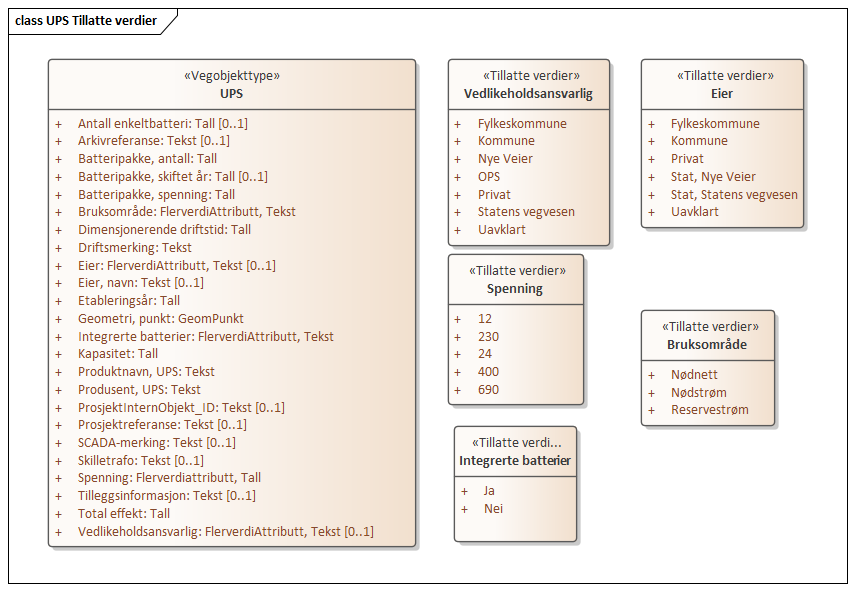 class UPS Tillatte verdier
«Vegobjekttype»
UPS
+ Antall enkeltbatteri: Tall [0..1]
+ Arkivreferanse: Tekst [0..1]
+ Batteripakke, antall: Tall
+ Batteripakke, skiftet år: Tall [0..1]
+ Batteripakke, spenning: Tall
+ Bruksområde: FlerverdiAttributt, Tekst
+ Dimensjonerende driftstid: Tall
+ Driftsmerking: Tekst
+ Eier: FlerverdiAttributt, Tekst [0..1]
+ Eier, navn: Tekst [0..1]
+ Etableringsår: Tall
+ Geometri, punkt: GeomPunkt
+ Integrerte batterier: FlerverdiAttributt, Tekst
+ Kapasitet: Tall
+ Produktnavn, UPS: Tekst
+ Produsent, UPS: Tekst
+ ProsjektInternObjekt_ID: Tekst [0..1]
+ Prosjektreferanse: Tekst [0..1]
+ SCADA-merking: Tekst [0..1]
+ Skilletrafo: Tekst [0..1]
+ Spenning: Flerverdiattributt, Tall
+ Tilleggsinformasjon: Tekst [0..1]
+ Total effekt: Tall
+ Vedlikeholdsansvarlig: FlerverdiAttributt, Tekst [0..1]
«Tillatte verdier»
Vedlikeholdsansvarlig
+ Fylkeskommune
+ Kommune
+ Nye Veier
+ OPS
+ Privat
+ Statens vegvesen
+ Uavklart
«Tillatte verdier»
Eier
+ Fylkeskommune
+ Kommune
+ Privat
+ Stat, Nye Veier
+ Stat, Statens vegvesen
+ Uavklart
«Tillatte verdier»
Spenning
+ 12
+ 230
+ 24
+ 400
+ 690
«Tillatte verdier»
Bruksområde
+ Nødnett
+ Nødstrøm
+ Reservestrøm
«Tillatte verdi...
Integrerte batterier
+ Ja
+ Nei